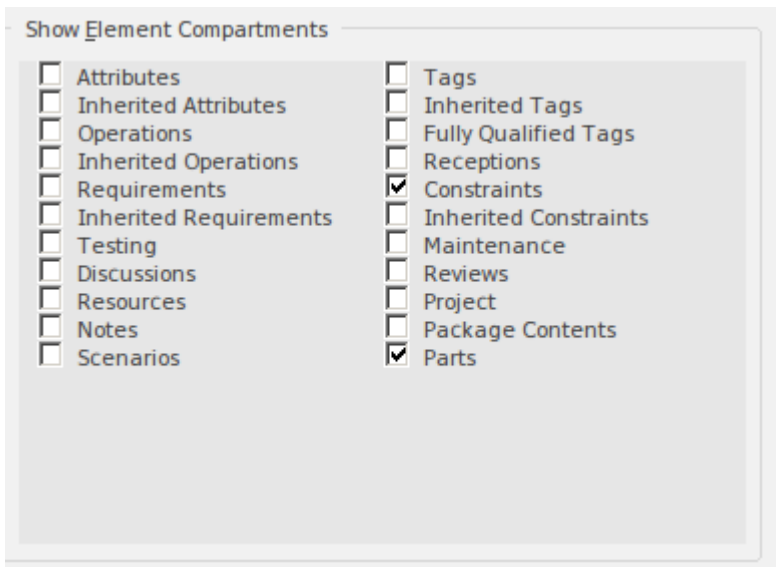 Show Element Compartments
Attributes
Inherited Attributes
Operations
Inherited Operations
Requirements
Inherited Requirements
Testing
Discussions
Resources
Notes
Scenarios
Tags
Inherited Tags
Fully Qualified Tags
Receptions
Constraints
Inherited Constraints
Maintenance
Reviews
Project
Package Contents
Parts